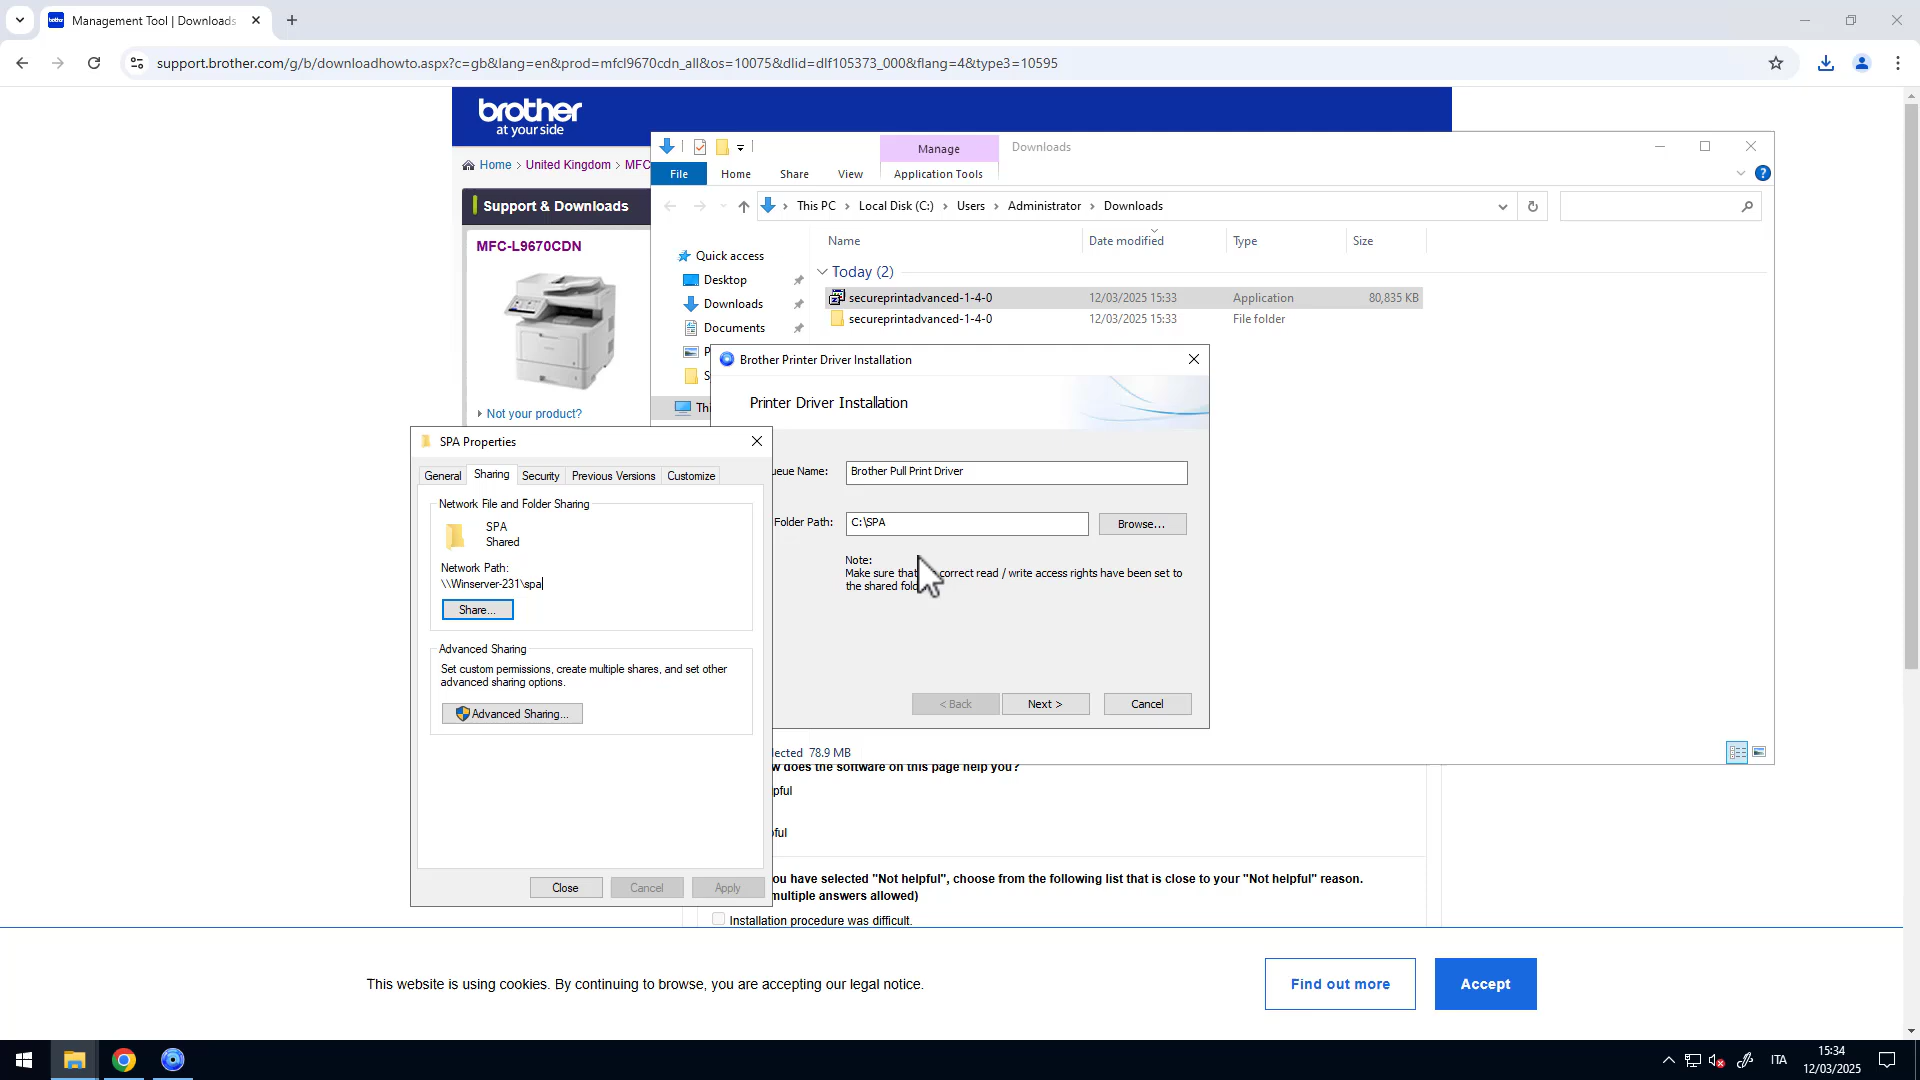 Management Tool | Downloads
support.brother.com/g/b/downloadhowto.aspx?c=gb&lang=en&prod=mfcl9670cdn_all&os=10075&dlid=dlf105373_000&flang=4&type3=10595
brother
at your side
Home > United Kingdom > MFC
Support & Downloads
MFC-L9670CDN
Not your product?
Manage
Downloads
File
Home
Share
View
Application Tools
This PC > Local Disk (C:) > Users > Administrator > Downloads
Name
Date modified
Type
Size
Quick access
Desktop
Downloads
Documents
Today (2)
secureprintadvanced-1-4-0
12/03/2025 15:33
Application
80,835 KB
secureprintadvanced-1-4-0
12/03/2025 15:33
File folder
Brother Printer Driver Installation
Printer Driver Installation
ueue Name:
Brother Pull Print Driver
Folder Path:
C:\SPA
Browse...
Note:
Make sure that correct read / write access rights have been set to
the shared fol
< Back
Next >
Cancel
SPA Properties
General
Sharing
Security
Previous Versions
Customize
Network File and Folder Sharing
SPA
Shared
Network Path:
\\Winserver-231\spa
Share...
Advanced Sharing
Set custom permissions, create multiple shares, and set other
advanced sharing options.
Advanced Sharing...
Close
Cancel
Apply
lected 78.9 MB
w does the software on this page help you?
pful
pful
ou have selected "Not helpful", choose from the following list that is close to your "Not helpful" reason.
multiple answers allowed)
Installation procedure was difficult.
This website is using cookies. By continuing to browse, you are accepting our legal notice.
Find out more
Accept
ITA
15:34
12/03/2025